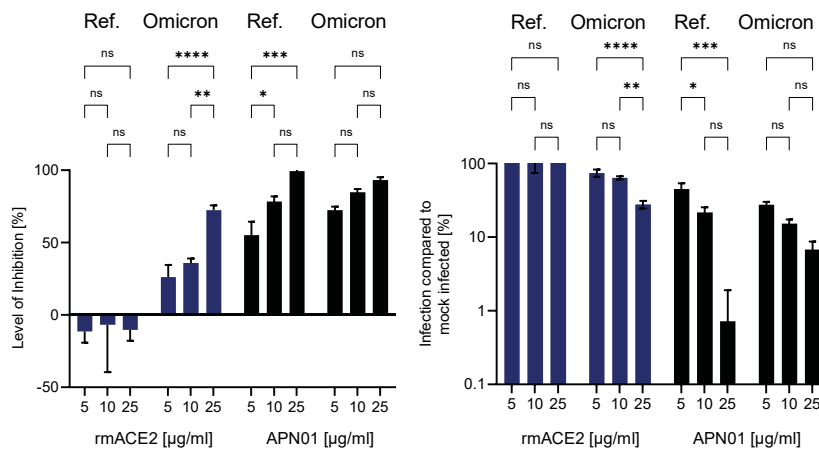 Ref. Omicron Ref. Omicron
ns **** *** ns
ns ** * ns
ns ns ns ns
100
50
0
-50
Level of Inhibition [%]
5 10 25 5 10 25 5 10 25 5 10 25
rmACE2 [µg/ml] APN01 [µg/ml]
Ref. Omicron Ref. Omicron
ns **** *** ns
ns ** * ns
ns ns ns ns
100
10
1
0.1
Infection compared to
mock infected [%]
5 10 25 5 10 25 5 10 25 5 10 25
rmACE2 [µg/ml] APN01 [µg/ml]